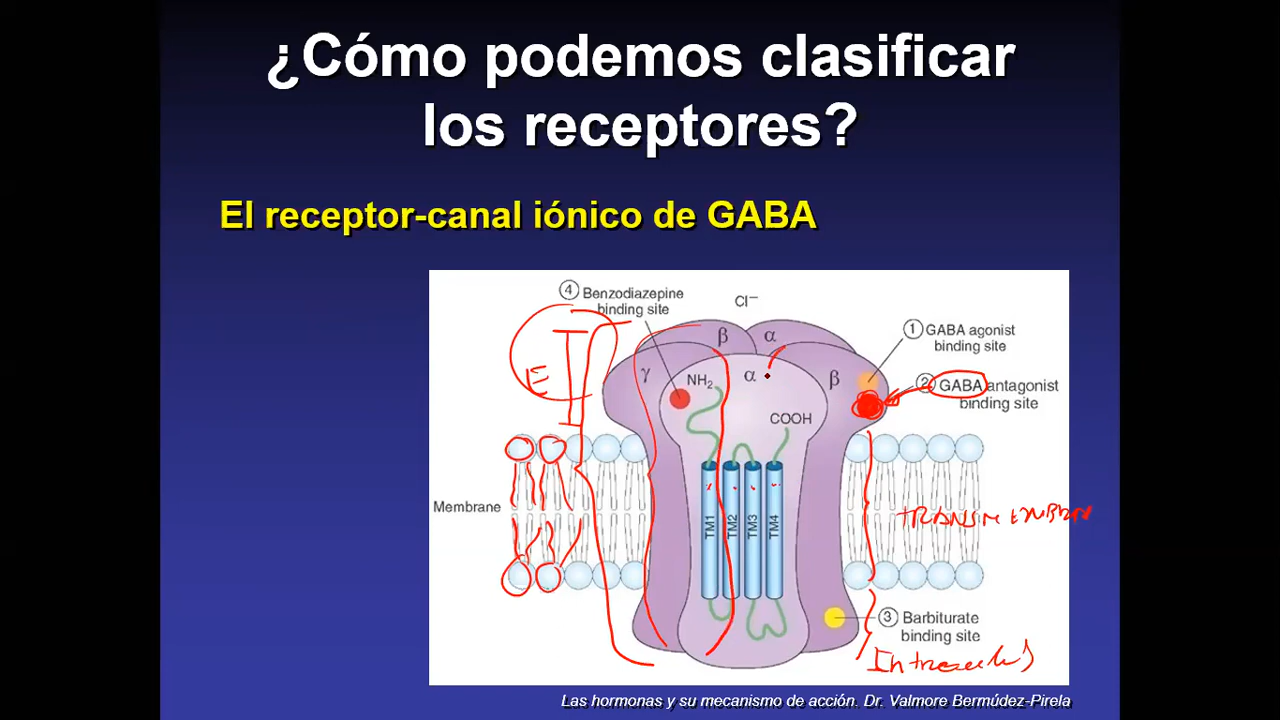 ¿Cómo podemos clasificar
los receptores?
El receptor-canal iónico de GABA
④ Benzodiazepine
binding site
Cl⁻
① GABA agonist
binding site
② GABA antagonist
binding site
β
α
γ
NH₂
α
β
COOH
E
Membrane
TM1
TM2
TM3
TM4
③ Barbiturate
binding site
Las hormonas y su mecanismo de acción. Dr. Valmore Bermúdez-Pirela